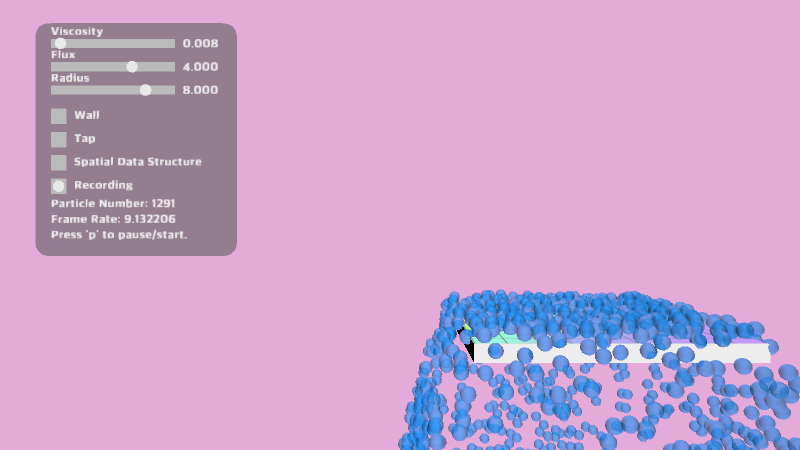 Viscosity
0.008
Flux
4.000
Radius
8.000
Wall
Tap
Spatial Data Structure
Recording
Particle Number: 1291
Frame Rate: 9.132206
Press 'p' to pause/start.